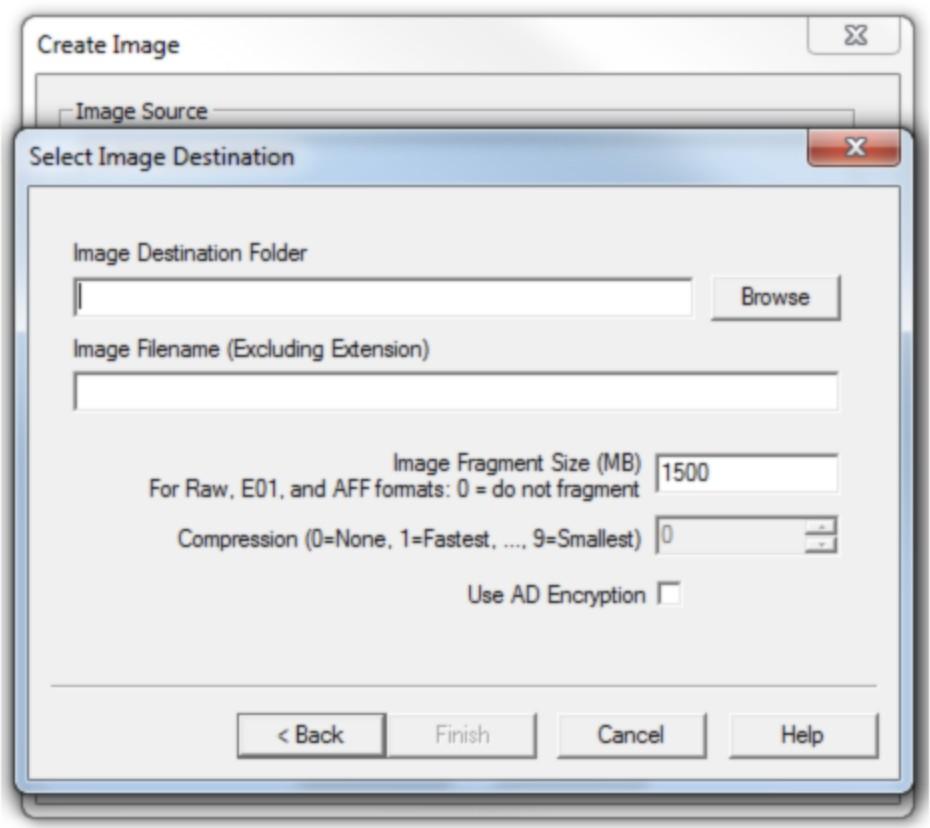 Create Image
Image Source
Select Image Destination
Image Destination Folder
Browse
Image Filename (Excluding Extension)
Image Fragment Size (MB)
1500
For Raw, E01, and AFF formats: 0 = do not fragment
Compression (0=None, 1=Fastest, ..., 9=Smallest)
0
Use AD Encryption
< Back
Finish
Cancel
Help